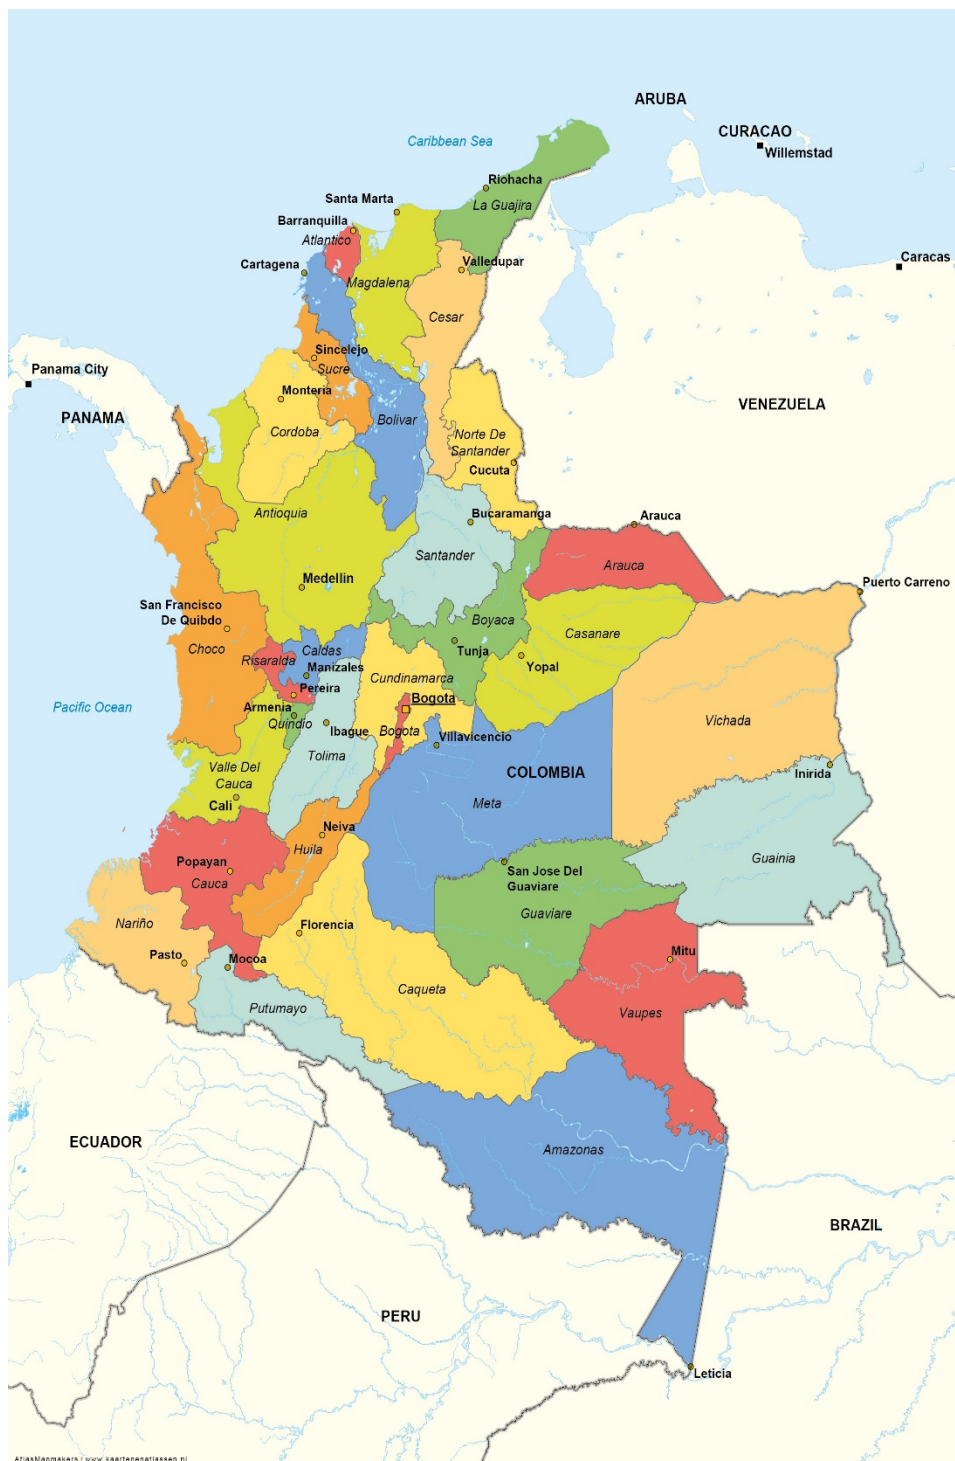 ARUBA
CURACAO
Willemstad
Caribbean Sea
Riohacha
La Guajira
Santa Marta
Barranquilla
Atlantico
Cartagena
Magdalena
Valledupar
Caracas
Cesar
Sincelejo
Sucre
Panama City
PANAMA
Monteria
Cordoba
Bolivar
VENEZUELA
Norte De
Santander
Cucuta
Antioquia
Bucaramanga
Arauca
Santander
Arauca
Medellin
Puerto Carreno
San Francisco
De Quibdo
Choco
Boyaca
Casanare
Tunja
Yopal
Risaralda
Caldas
Manizales
Cundinamarca
Pereira
Bogota
Pacific Ocean
Armenia
Quindio
Ibague
Bogota
Villavicencio
Vichada
Tolima
Valle Del
Cauca
Cali
COLOMBIA
Inirida
Meta
Neiva
Huila
Popayan
Cauca
San Jose Del
Guaviare
Guainia
Guaviare
Nariño
Florencia
Pasto
Mocoa
Mitu
Caqueta
Putumayo
Vaupes
ECUADOR
Amazonas
BRAZIL
PERU
Leticia
AtlasMapmakers / www.kaartenenatlassen.nl